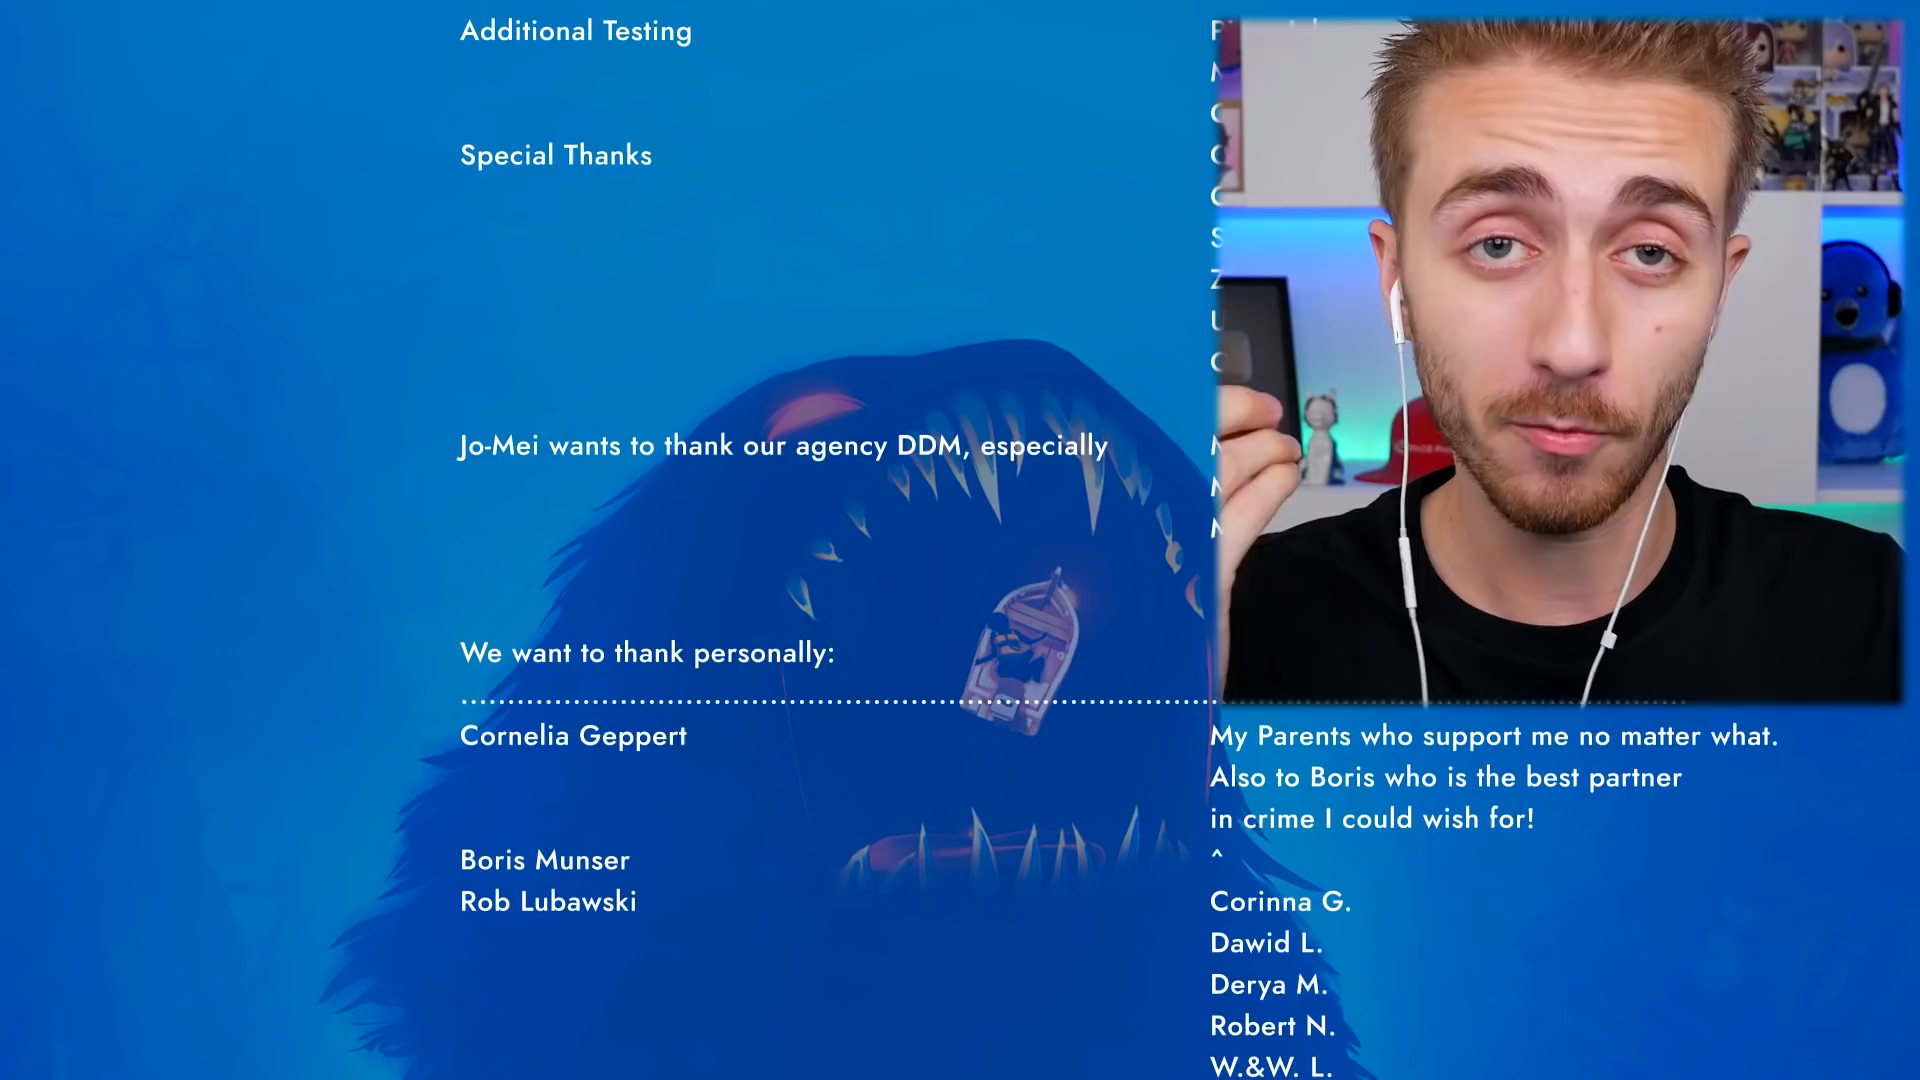 Additional Testing
Special Thanks
Jo-Mei wants to thank our agency DDM, especially
We want to thank personally:
Cornelia Geppert
My Parents who support me no matter what.
Also to Boris who is the best partner
in crime I could wish for!
Boris Munser
^
Rob Lubawski
Corinna G.
Dawid L.
Derya M.
Robert N.
W.&W. L.